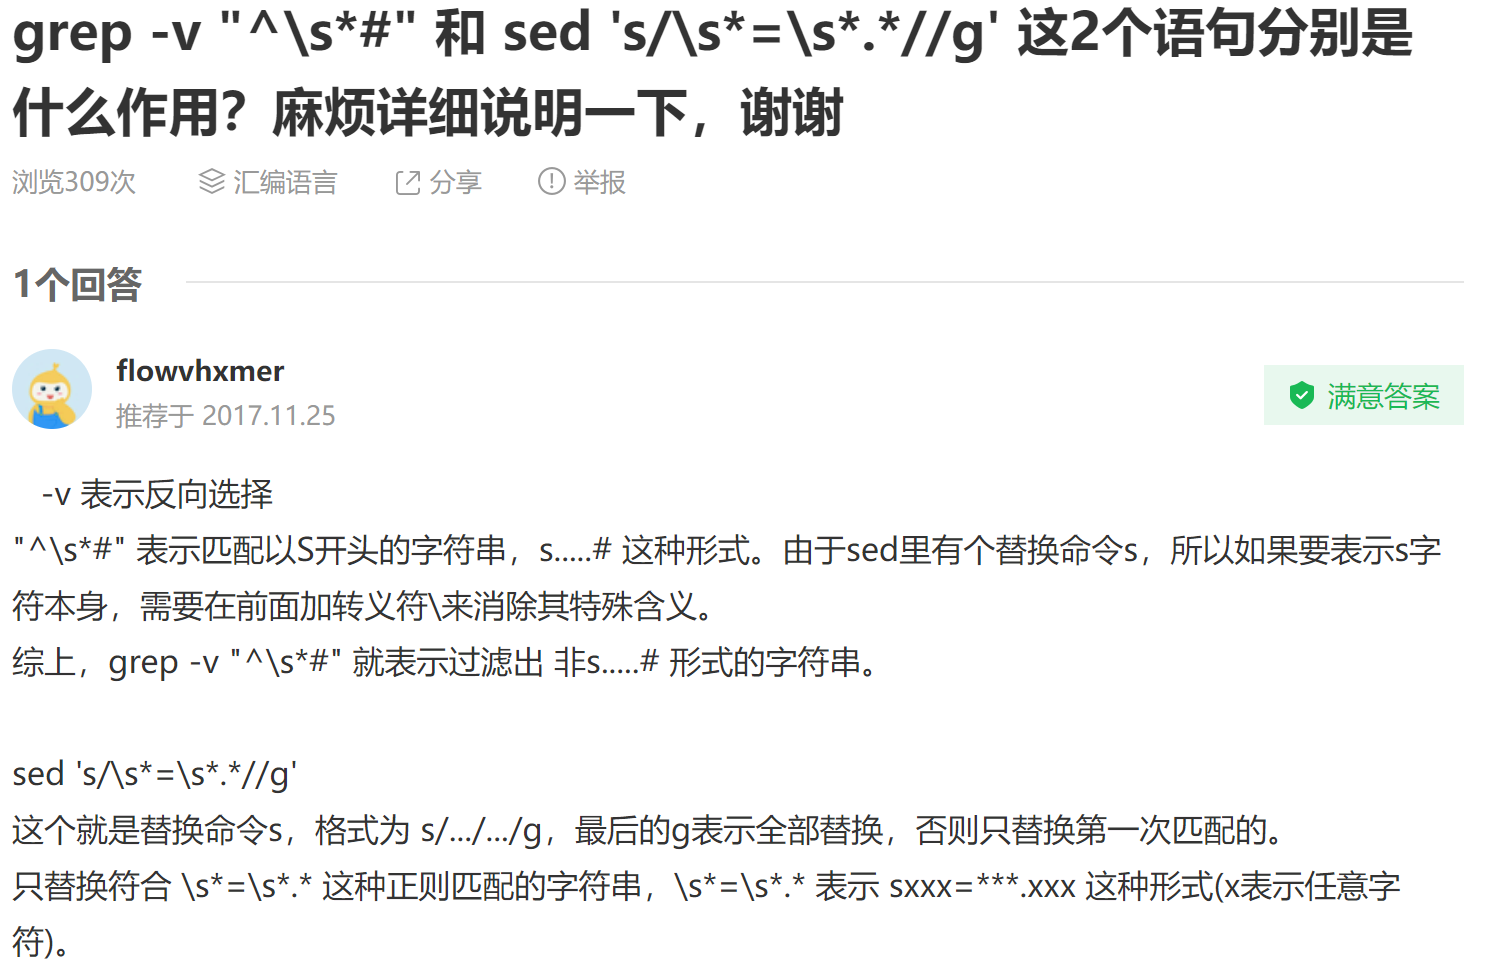 grep -v "^\s*#" 和 sed 's/\s*=\s*.*//g' 这2个语句分别是
什么作用？麻烦详细说明一下，谢谢
浏览309次 汇编语言 分享 举报
1个回答
flowvhxmer
推荐于 2017.11.25
满意答案
-v 表示反向选择
"^\s*#" 表示匹配以S开头的字符串，s.....# 这种形式。由于sed里有个替换命令s，所以如果要表示s字
符本身，需要在前面加转义符\来消除其特殊含义。
综上，grep -v "^\s*#" 就表示过滤出 非s.....# 形式的字符串。
sed 's/\s*=\s*.*//g'
这个就是替换命令s，格式为 s/.../.../g，最后的g表示全部替换，否则只替换第一次匹配的。
只替换符合 \s*=\s*.* 这种正则匹配的字符串，\s*=\s*.* 表示 sxxx=***.xxx 这种形式(x表示任意字
符)。